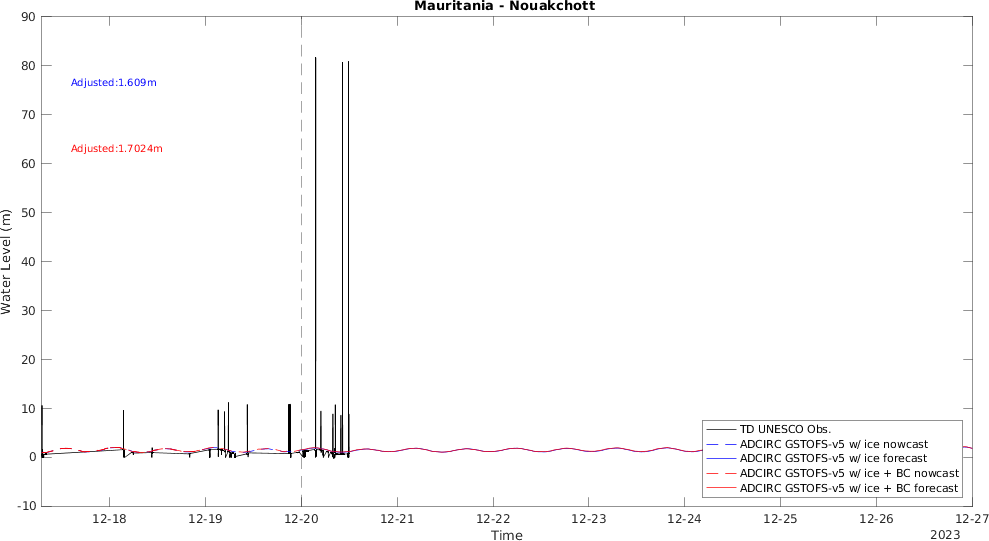 Mauritania - Nouakchott
90
80
70
60
50
40
30
20
10
0
-10
Water Level (m)
Adjusted:1.609m
Adjusted:1.7024m
TD UNESCO Obs.
ADCIRC GSTOFS-v5 w/ ice nowcast
ADCIRC GSTOFS-v5 w/ ice forecast
ADCIRC GSTOFS-v5 w/ ice + BC nowcast
ADCIRC GSTOFS-v5 w/ ice + BC forecast
12-18 12-19 12-20 12-21 12-22 12-23 12-24 12-25 12-26 12-27
Time
2023